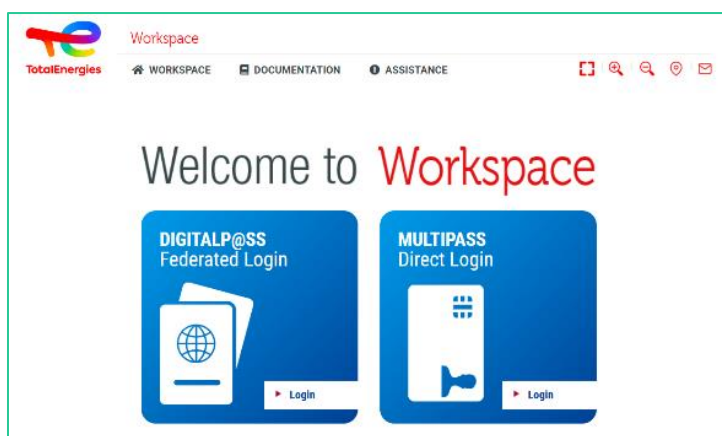 Workspace
TotalEnergies
WORKSPACE DOCUMENTATION ASSISTANCE
Welcome to Workspace
DIGITALP@SS
Federated Login
Login
MULTIPASS
Direct Login
Login